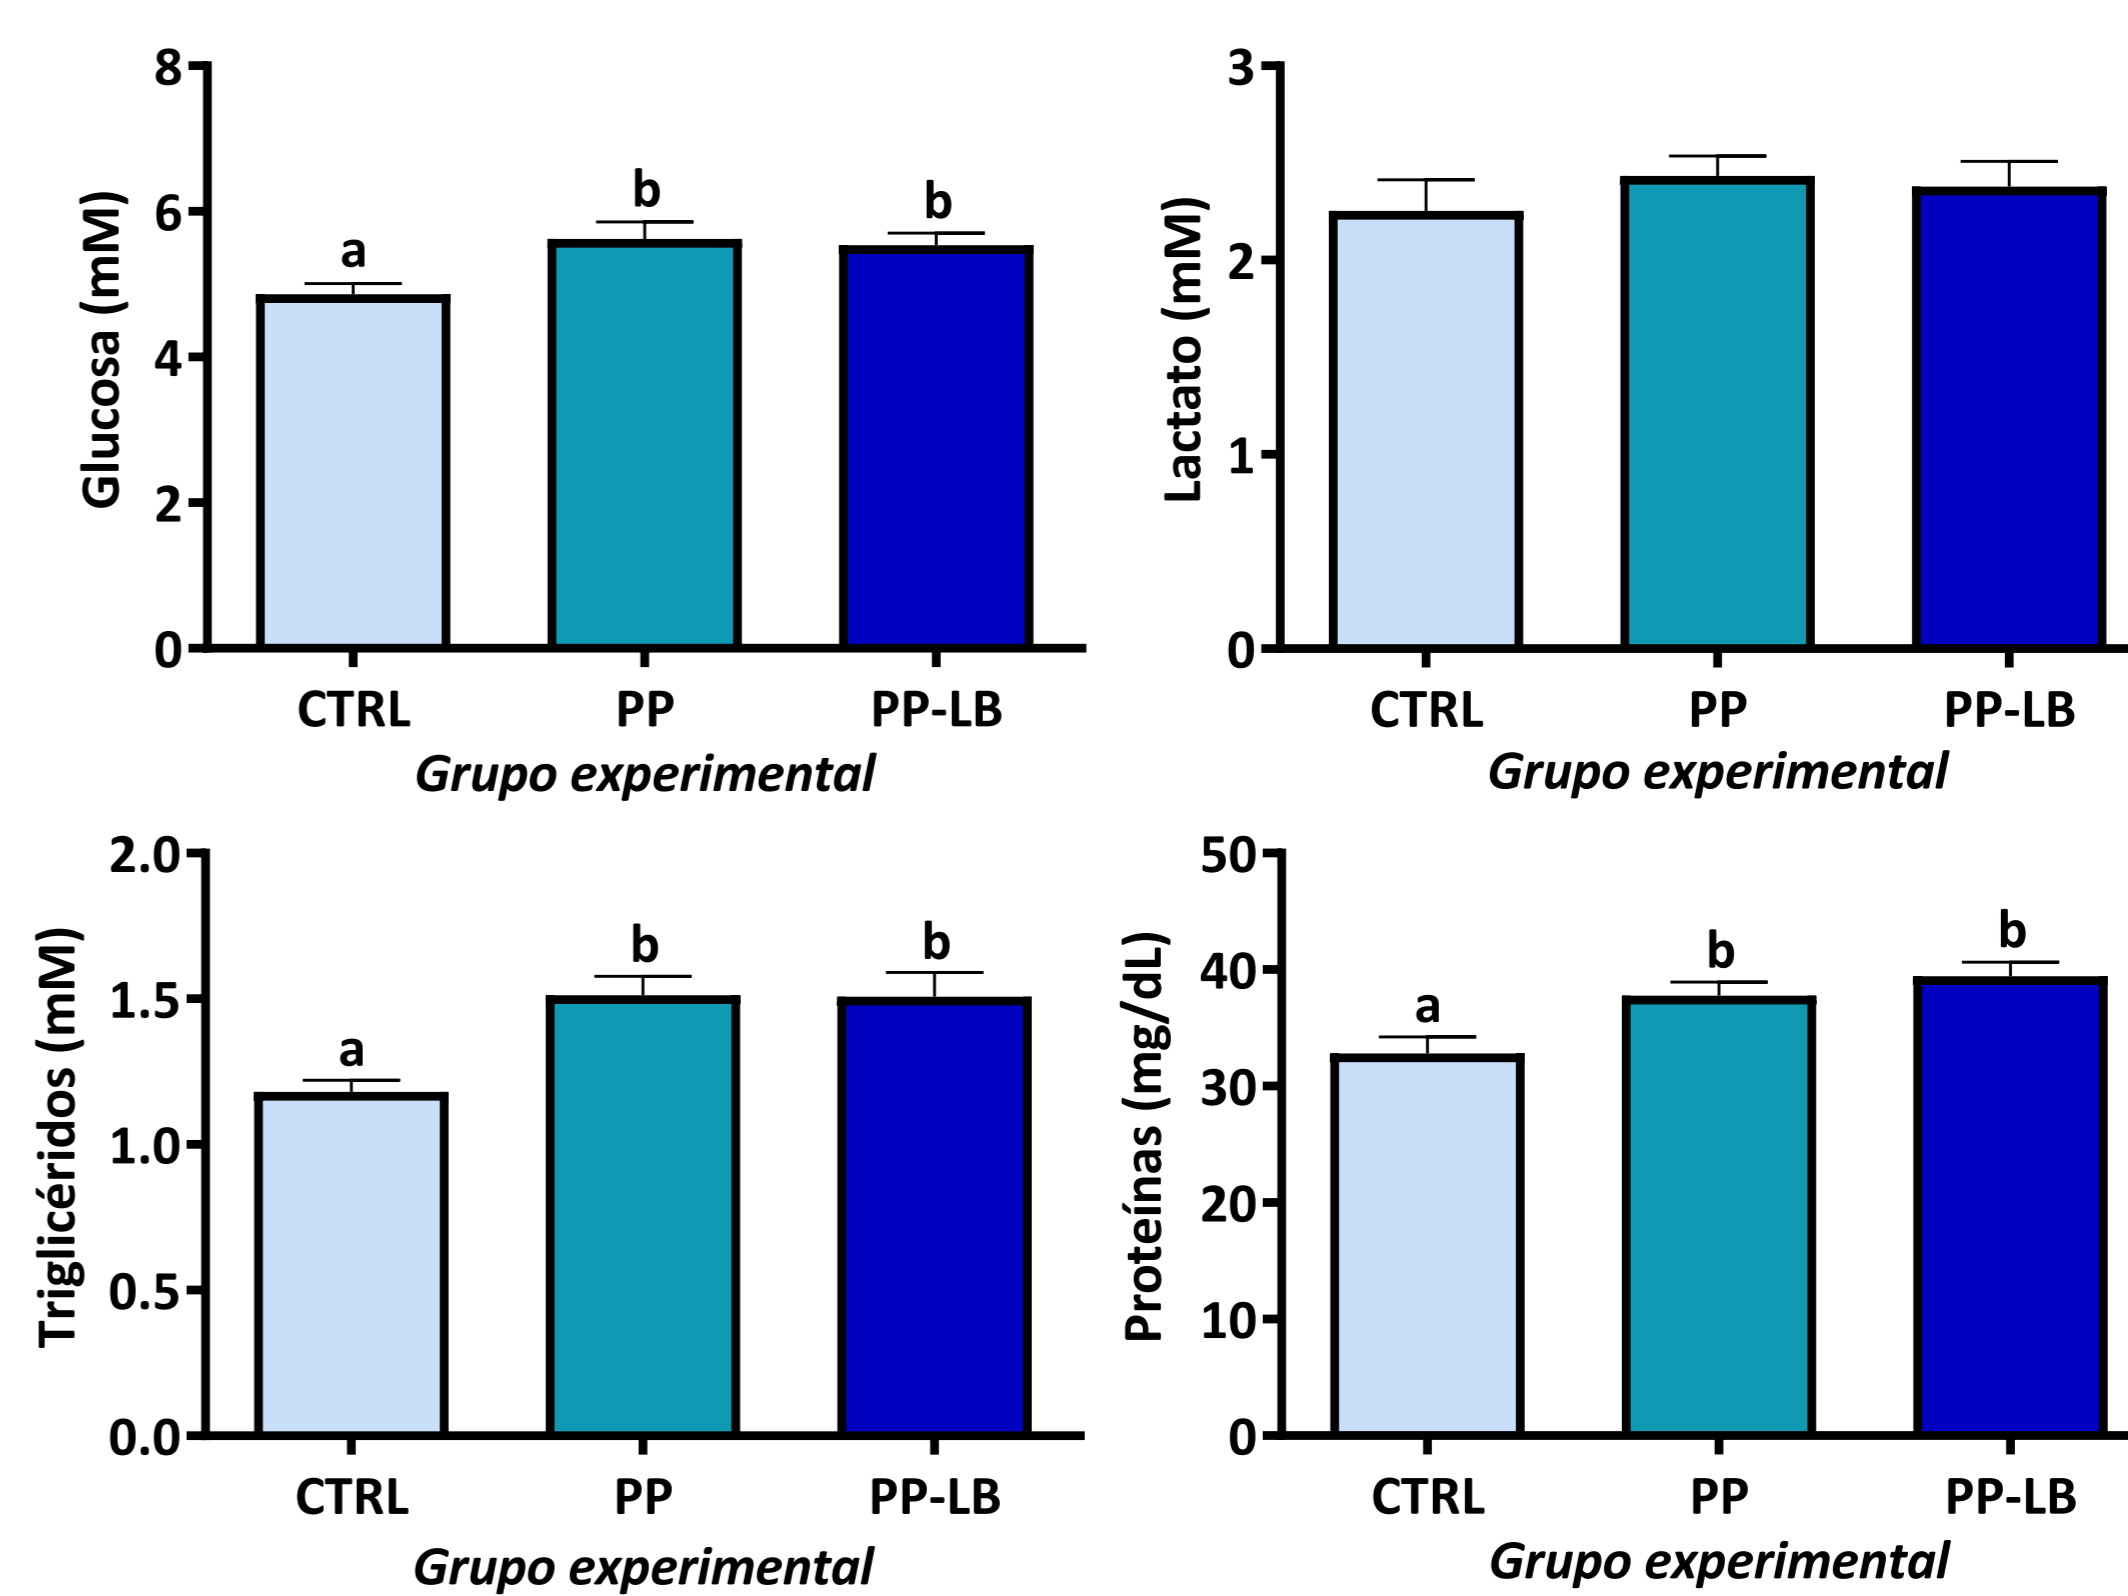 Glucosa (mM)
8
6
4
2
0
a
b
b
CTRL
PP
PP-LB
Grupo experimental
Lactato (mM)
3
2
1
0
CTRL
PP
PP-LB
Grupo experimental
Triglicéridos (mM)
2.0
1.5
1.0
0.5
0.0
a
b
b
CTRL
PP
PP-LB
Grupo experimental
Proteínas (mg/dL)
50
40
30
20
10
0
a
b
b
CTRL
PP
PP-LB
Grupo experimental